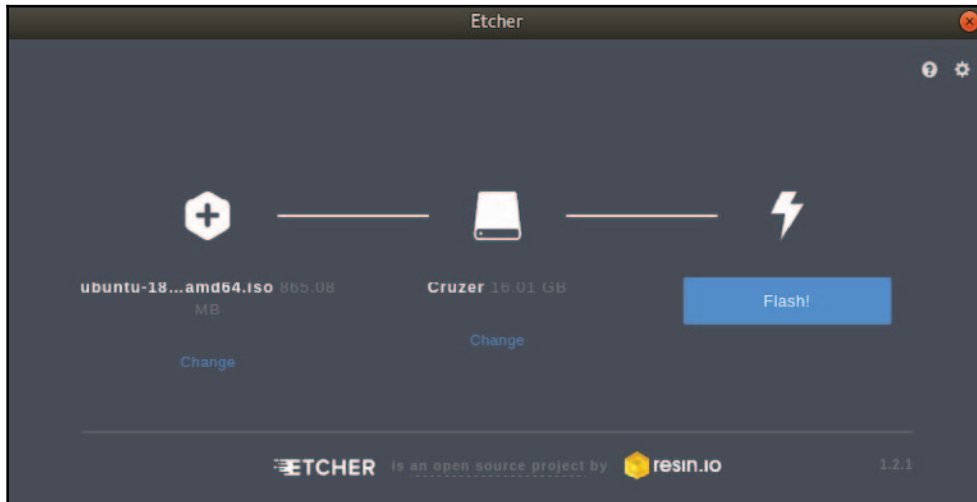 Etcher
ubuntu-18...amd64.iso 865.08
MB
Change
Cruzer 16.01 GB
Change
Flash!
ETCHER is an open source project by resin.io
1.2.1